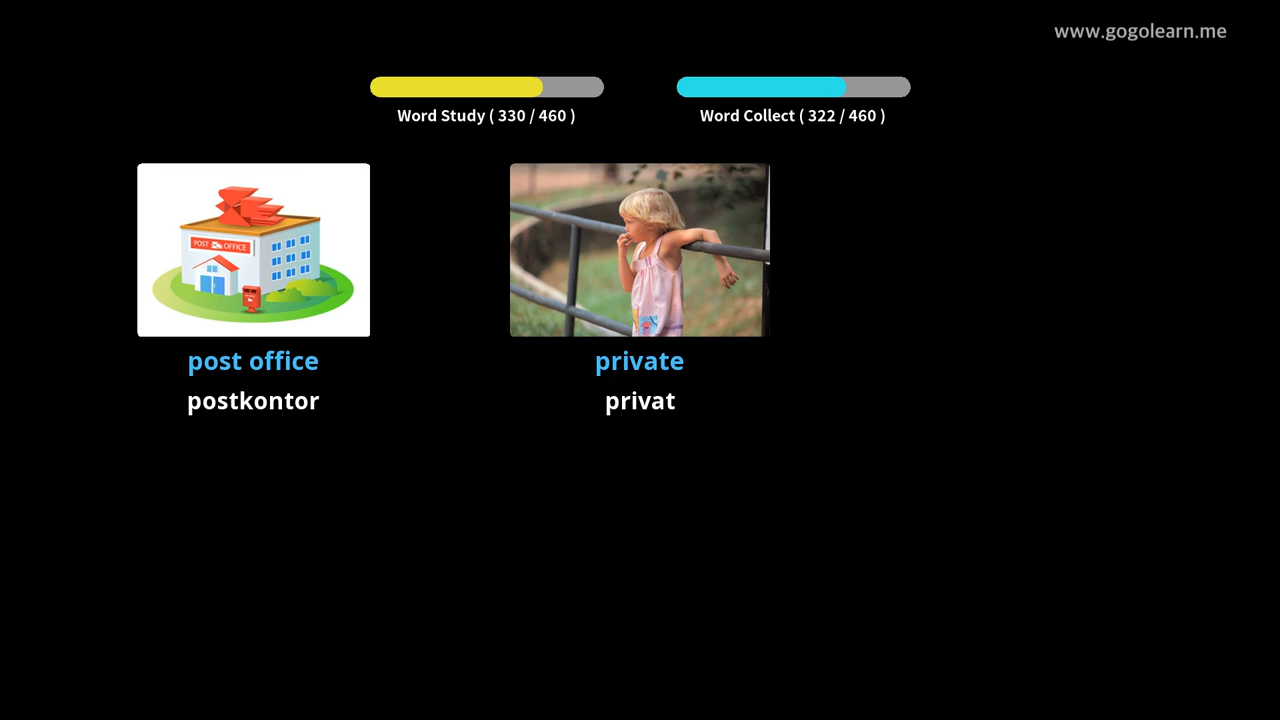 www.gogolearn.me
Word Study ( 330 / 460 )
Word Collect ( 322 / 460 )
POST OFFICE
post office
postkontor
private
privat